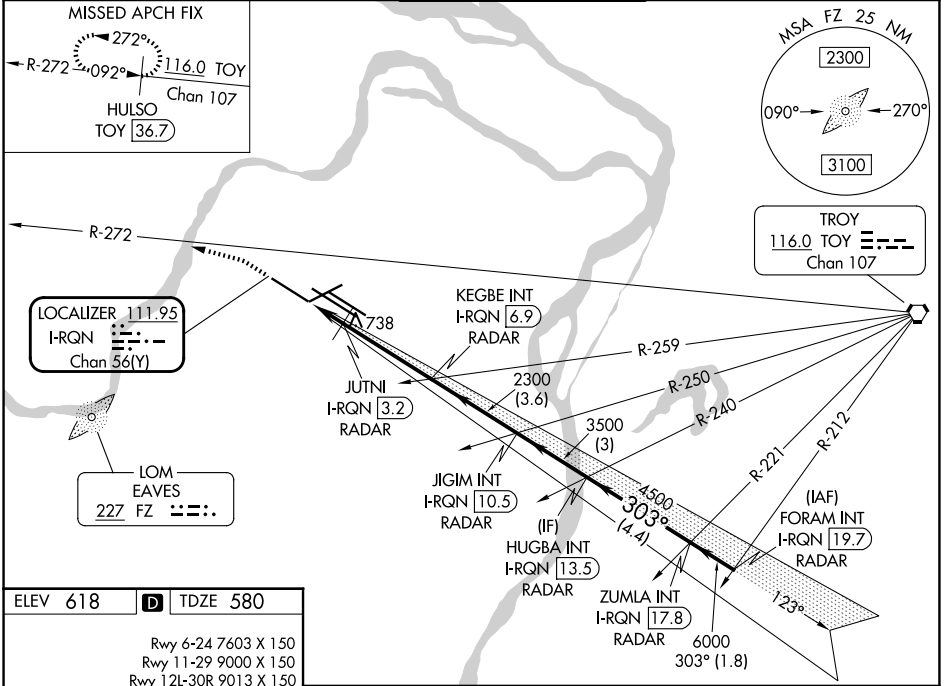 MISSED APCH FIX
272°
R-272
092°
116.0 TOY
Chan 107
HULSO
TOY 36.7
MSA FZ 25 NM
2300
090°
270°
3100
R-272
TROY
116.0 TOY
Chan 107
LOCALIZER 111.95
I-RQN
Chan 56(Y)
738
KEGBE INT
I-RQN 6.9
RADAR
R-259
R-250
R-240
R-221
R-212
JUTNI
I-RQN 3.2
RADAR
2300
(3.6)
3500
(3)
4500
303°
(4.4)
JIGIM INT
I-RQN 10.5
RADAR
(IF)
HUGBA INT
I-RQN 13.5
RADAR
(IAF)
FORAM INT
I-RQN 19.7
RADAR
LOM
EAVES
227 FZ
ZUMLA INT
I-RQN 17.8
RADAR
123°
6000
303° (1.8)
ELEV 618
D
TDZE 580
Rwy 6-24 7603 X 150
Rwy 11-29 9000 X 150
Rwy 12L-30R 9013 X 150